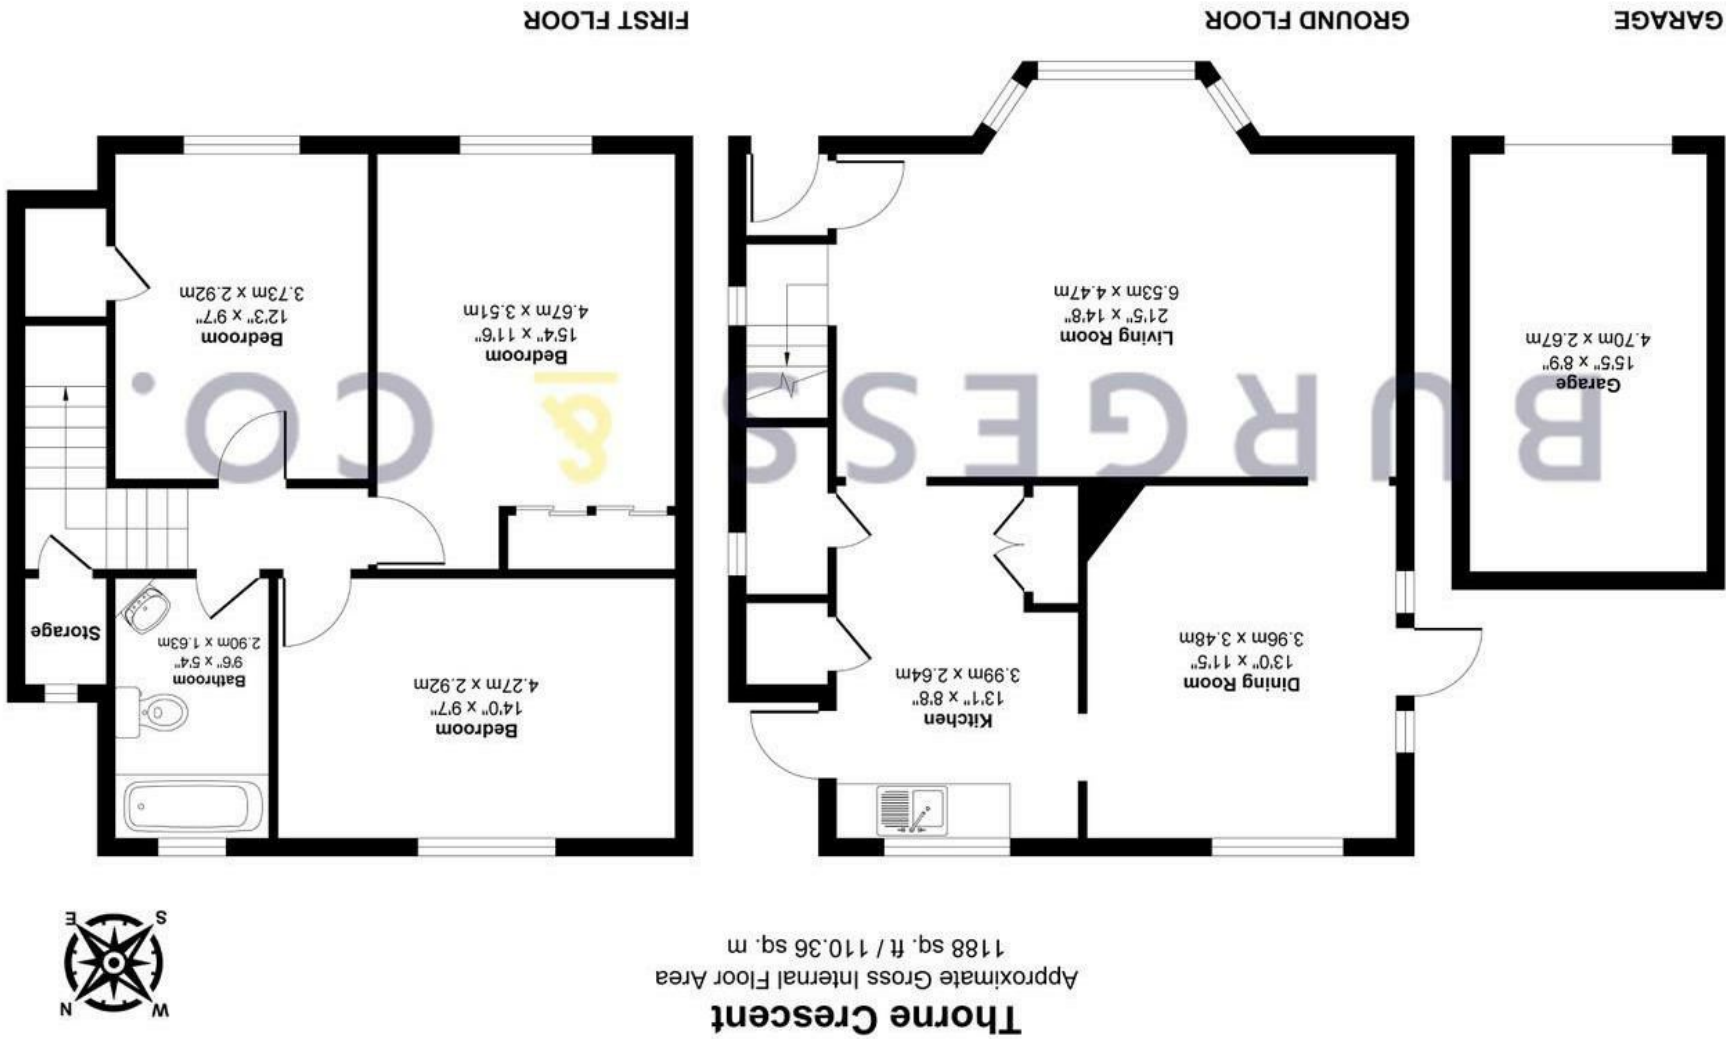 Thorne Crescent
Approximate Gross Internal Floor Area
1188 sq. ft / 110.36 sq. m
W
N
S
E
Dining Room
13'0" x 11'5"
3.96m x 3.48m
Kitchen
13'1" x 8'8"
3.99m x 2.64m
Bedroom
14'0" x 9'7"
4.27m x 2.92m
Bathroom
9'6" x 5'4"
2.90m x 1.63m
Storage
BURGESS & CO.
Garage
15'5" x 8'9"
4.70m x 2.67m
Living Room
21'5" x 14'8"
6.53m x 4.47m
Bedroom
15'4" x 11'6"
4.67m x 3.51m
Bedroom
12'3" x 9'7"
3.73m x 2.92m
GARAGE
GROUND FLOOR
FIRST FLOOR